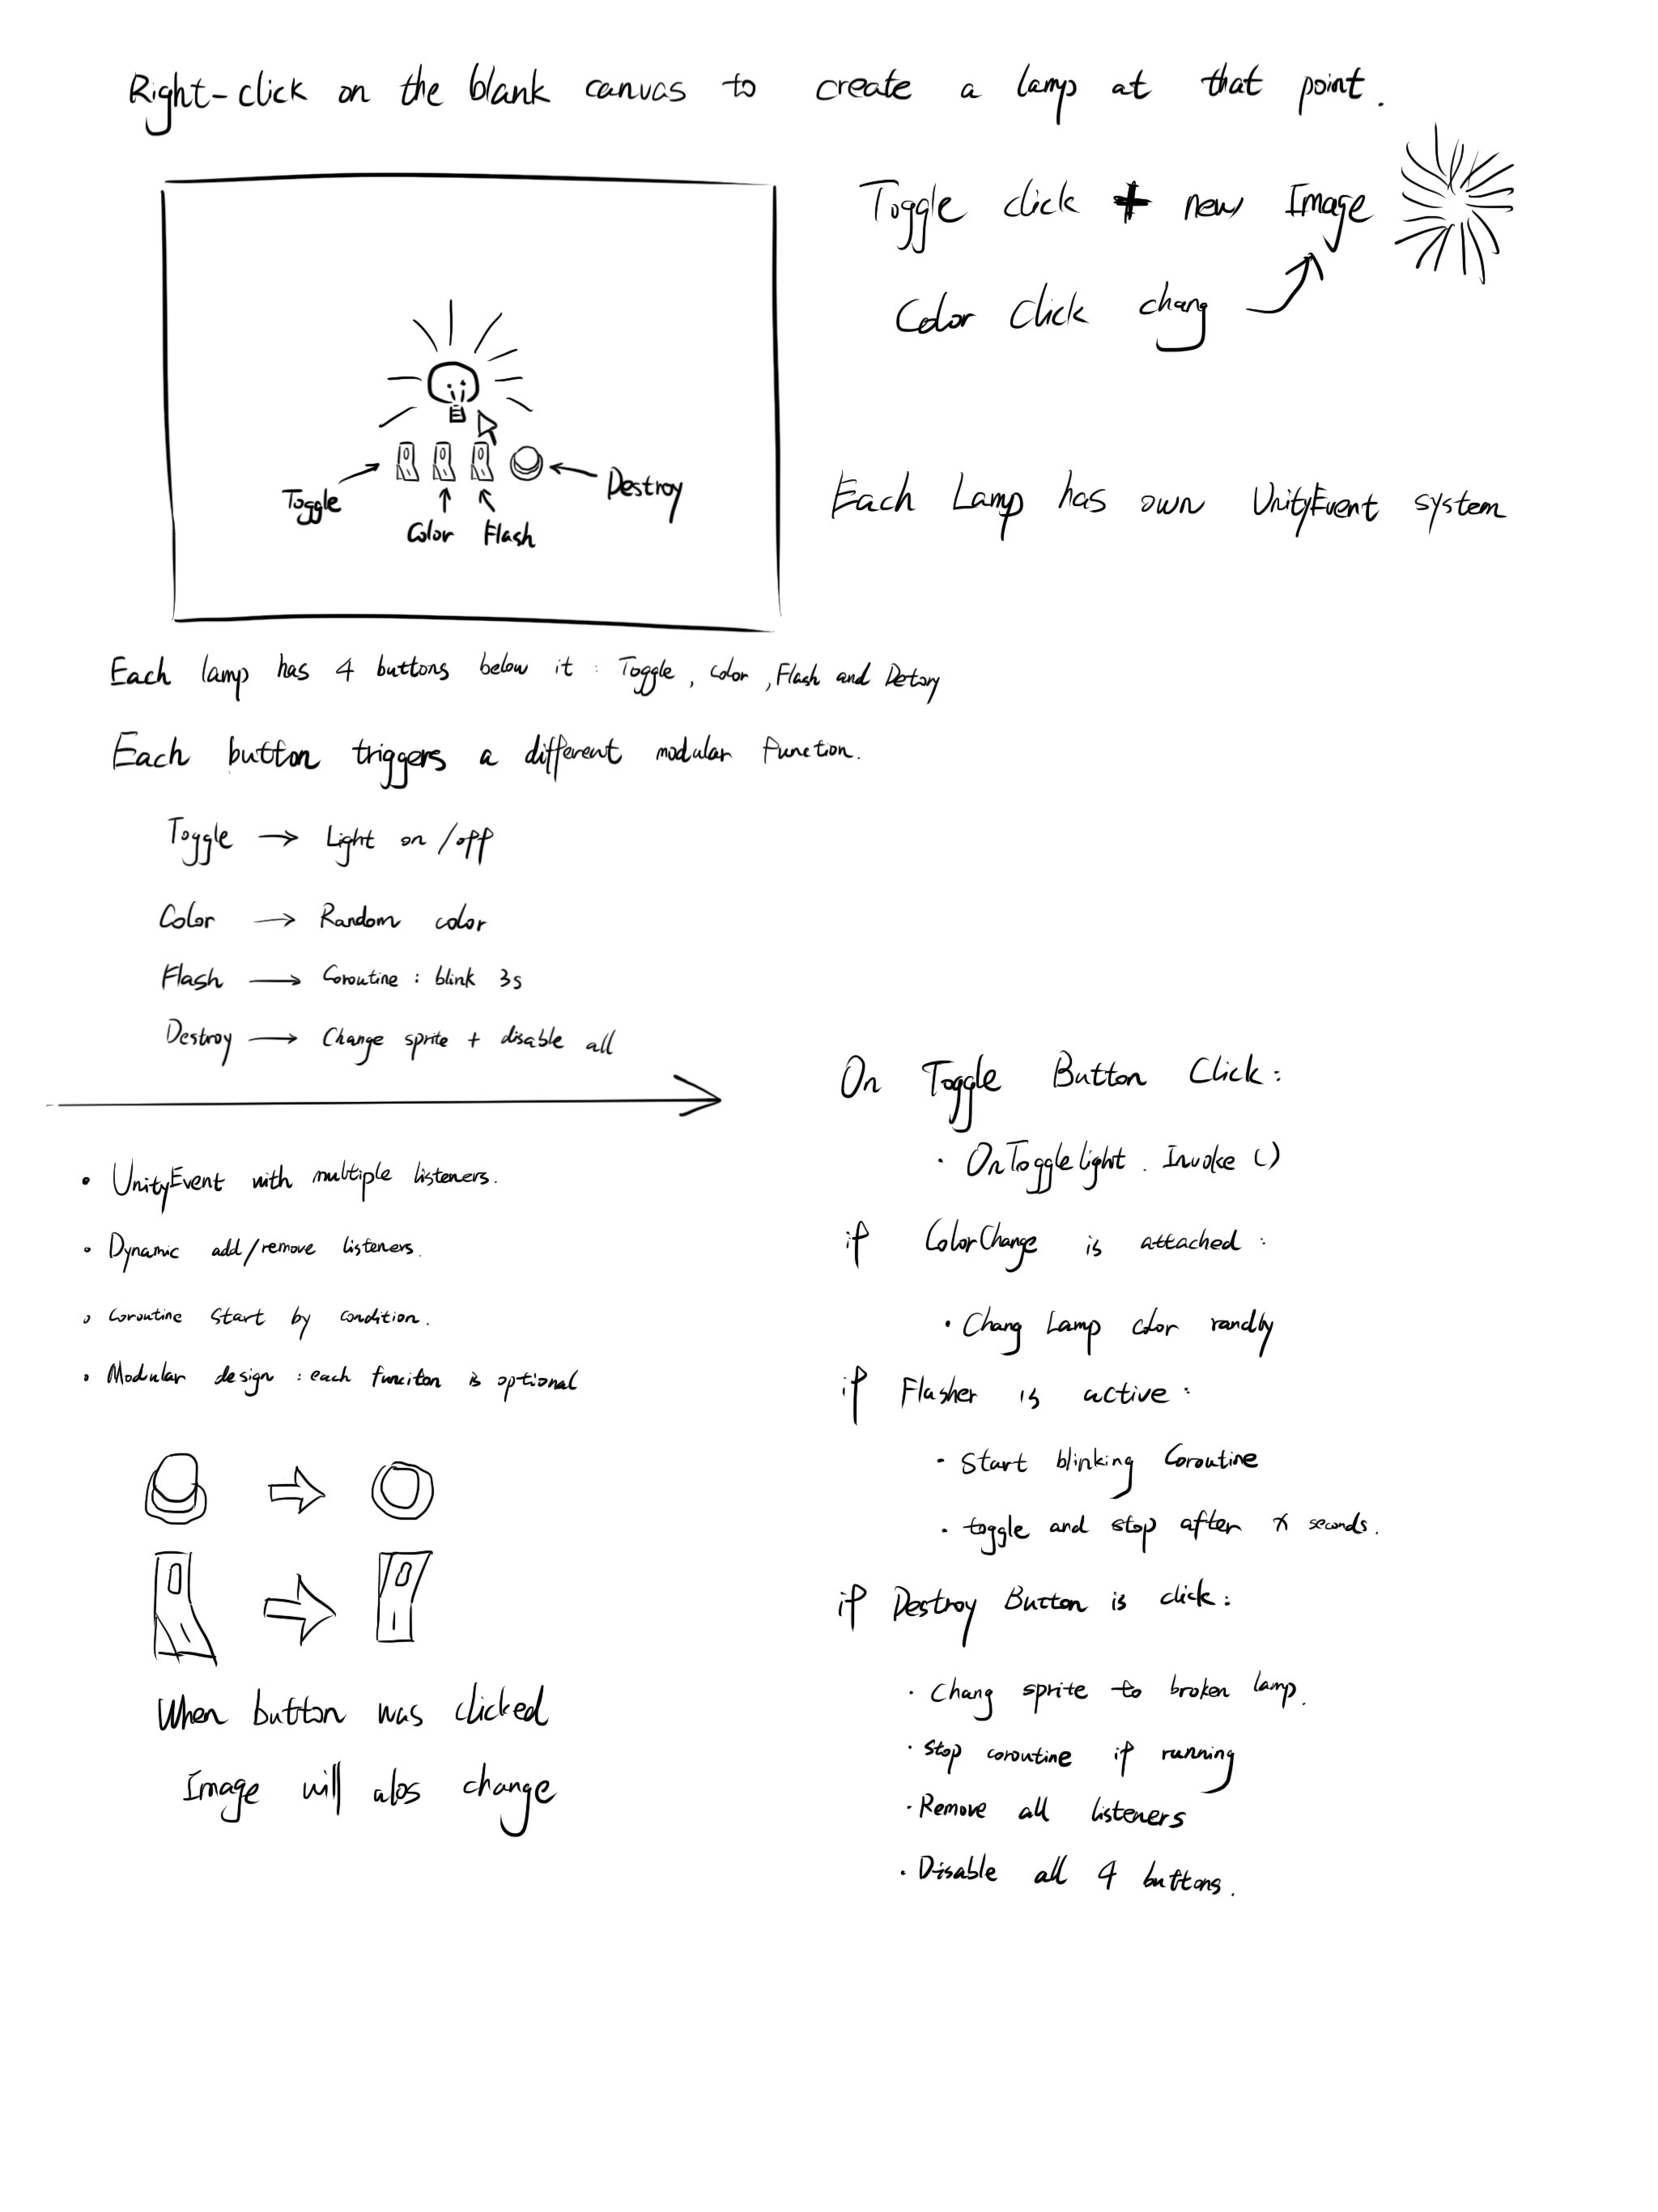 Right-click on the blank canvas to create a lamp at that point.
Toggle click + new Image
Color Click chang
Toggle
Color
Flash
Destroy
Each Lamp has own UnityEvent system
Each lamp has 4 buttons below it : Toggle, Color, Flash and Detory
Each button triggers a different modular function.
Toggle → Light on /off
Color → Random color
Flash → Coroutine : blink 3s
Destroy → Change sprite + disable all
• UnityEvent with multiple listeners.
• Dynamic add/remove listeners.
• Coroutine Start by condition.
• Modular design : each funciton is optional
When button was clicked
Image will albs change
On Toggle Button Click:
• OnTogglelight. Invoke ()
if ColorChange is attached :
• Chang Lamp color randby
if Flasher is active :
• Start blinking Coroutine
• toggle and stop after x seconds.
if Destroy Button is click :
• Chang sprite to broken lamp.
• Stop coroutine if running
• Remove all listeners
• Disable all 4 buttons.